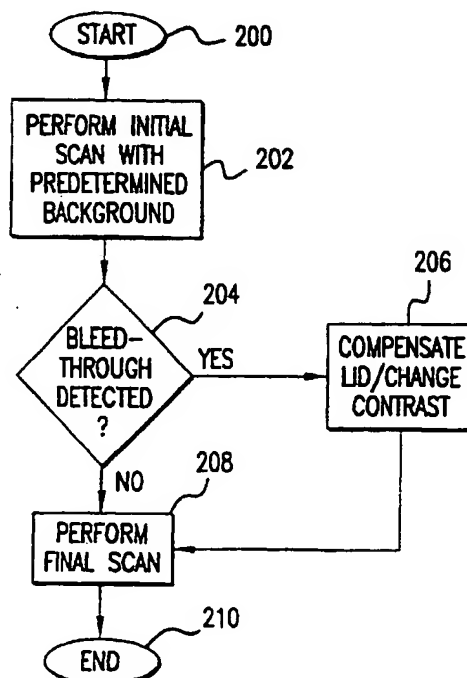 START
200
PERFORM INITIAL
SCAN WITH
PREDETERMINED
BACKGROUND
202
204
BLEED-
THROUGH
DETECTED
?
YES
206
COMPENSATE
LID/CHANGE
CONTRAST
NO
208
PERFORM
FINAL SCAN
210
END